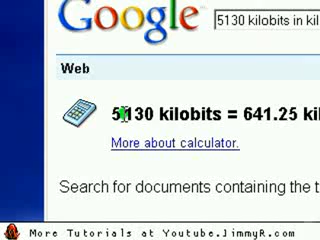 Google 5130 kilobits in kil
Web
5130 kilobits = 641.25 kil
More about calculator.
Search for documents containing the t
More Tutorials at Youtube.JimmyR.com